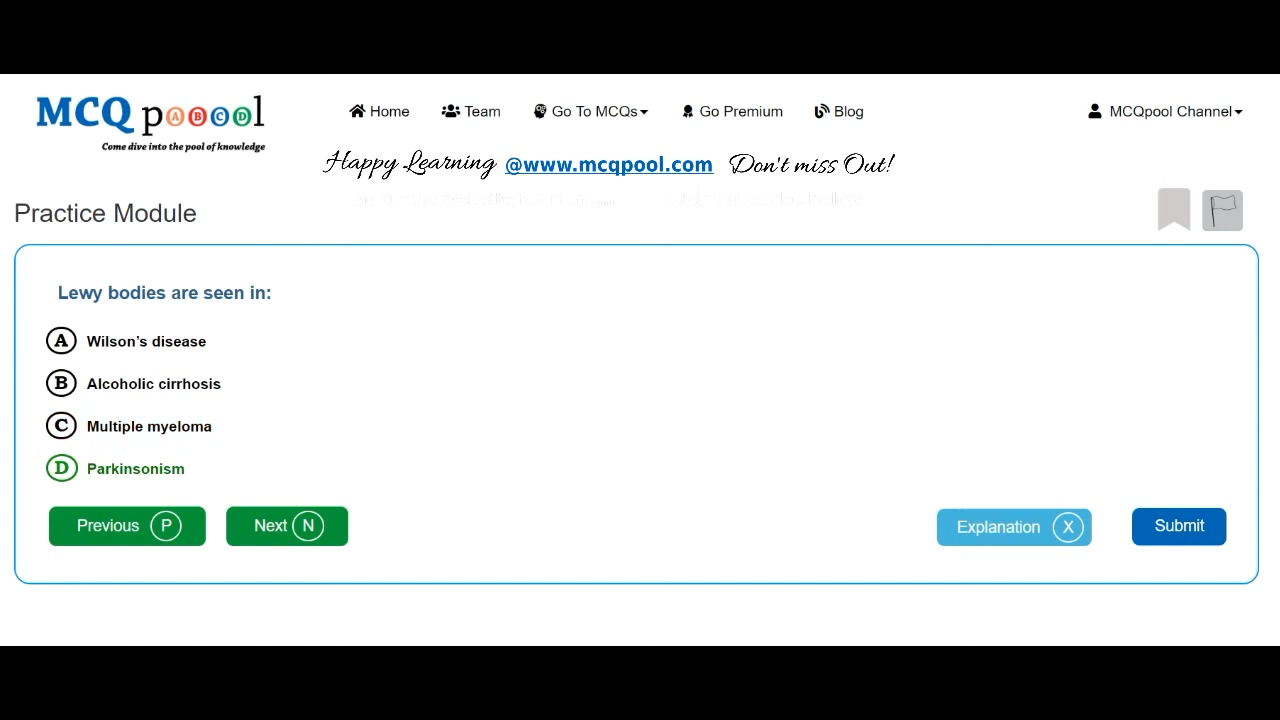 MCQ pABCDl
Come dive into the pool of knowledge
Home Team Go To MCQs Go Premium Blog MCQpool Channel
Happy Learning @www.mcqpool.com Don't miss Out!
Practice Module
Lewy bodies are seen in:
A Wilson's disease
B Alcoholic cirrhosis
C Multiple myeloma
D Parkinsonism
Previous P Next N Explanation X Submit